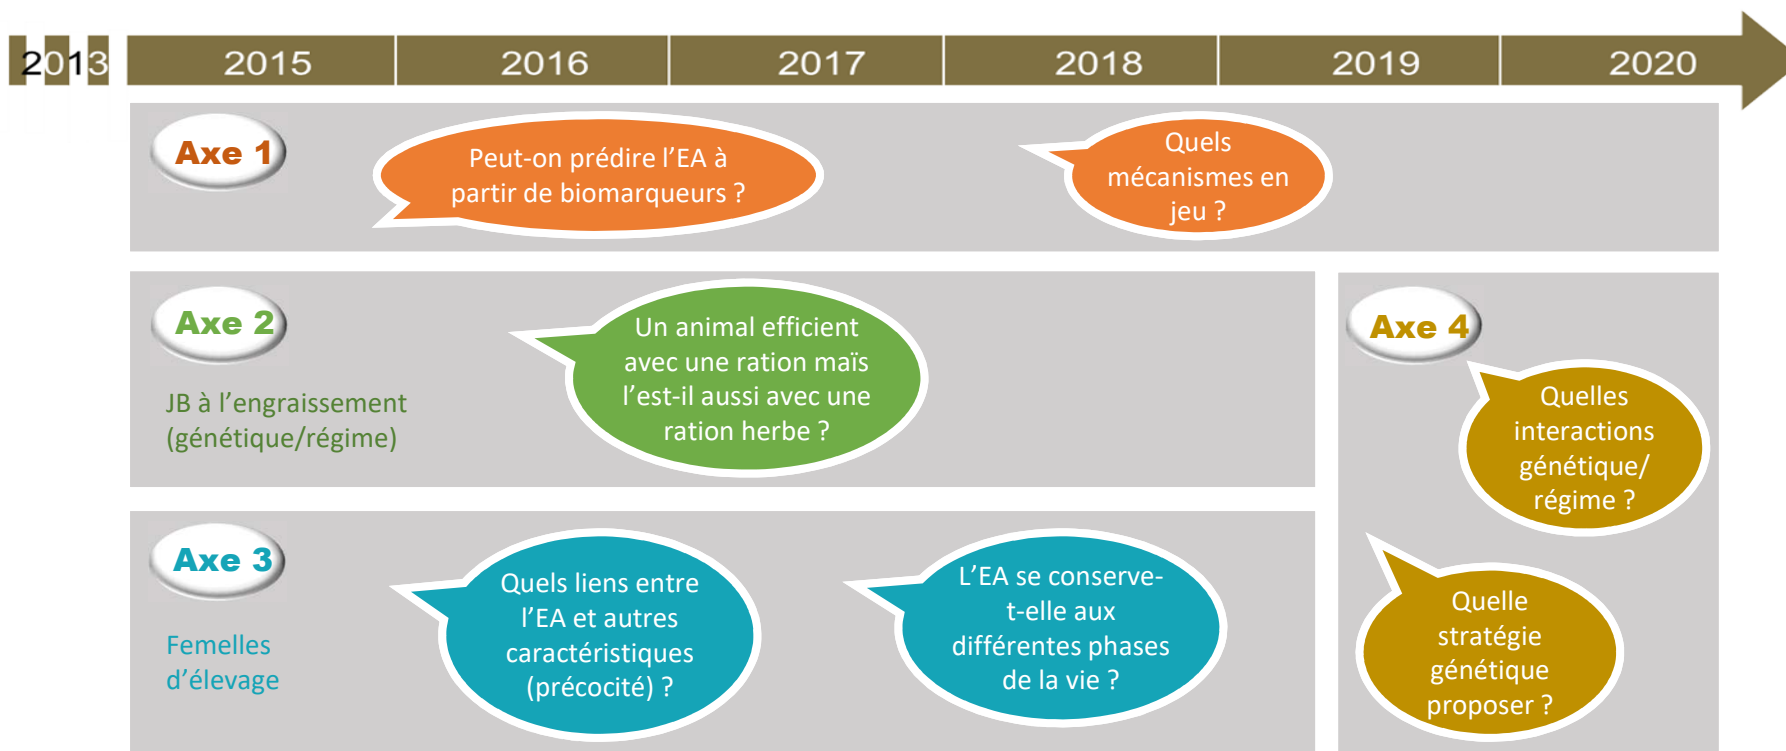 2013
2015
2016
2017
2018
2019
2020
Axe 1
Peut-on prédire l’EA à
partir de biomarqueurs ?
Quels
mécanismes en
jeu ?
Axe 2
JB à l’engraissement
(génétique/régime)
Un animal efficient
avec une ration maïs
l’est-il aussi avec une
ration herbe ?
Axe 4
Quelles
interactions
génétique/
régime ?
Quelle
stratégie
génétique
proposer ?
Axe 3
Femelles
d’élevage
Quels liens entre
l’EA et autres
caractéristiques
(précocité) ?
L’EA se conserve-
t-elle aux
différentes phases
de la vie ?